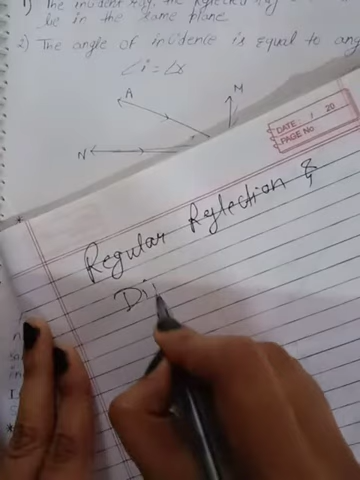 1) The incident ray, the reflected ray
be in the same plane
2) The angle of incidence is equal to
∠i = ∠r
A
M
N
DATE: / 20
PAGE No.
Regular Reflection &
Di